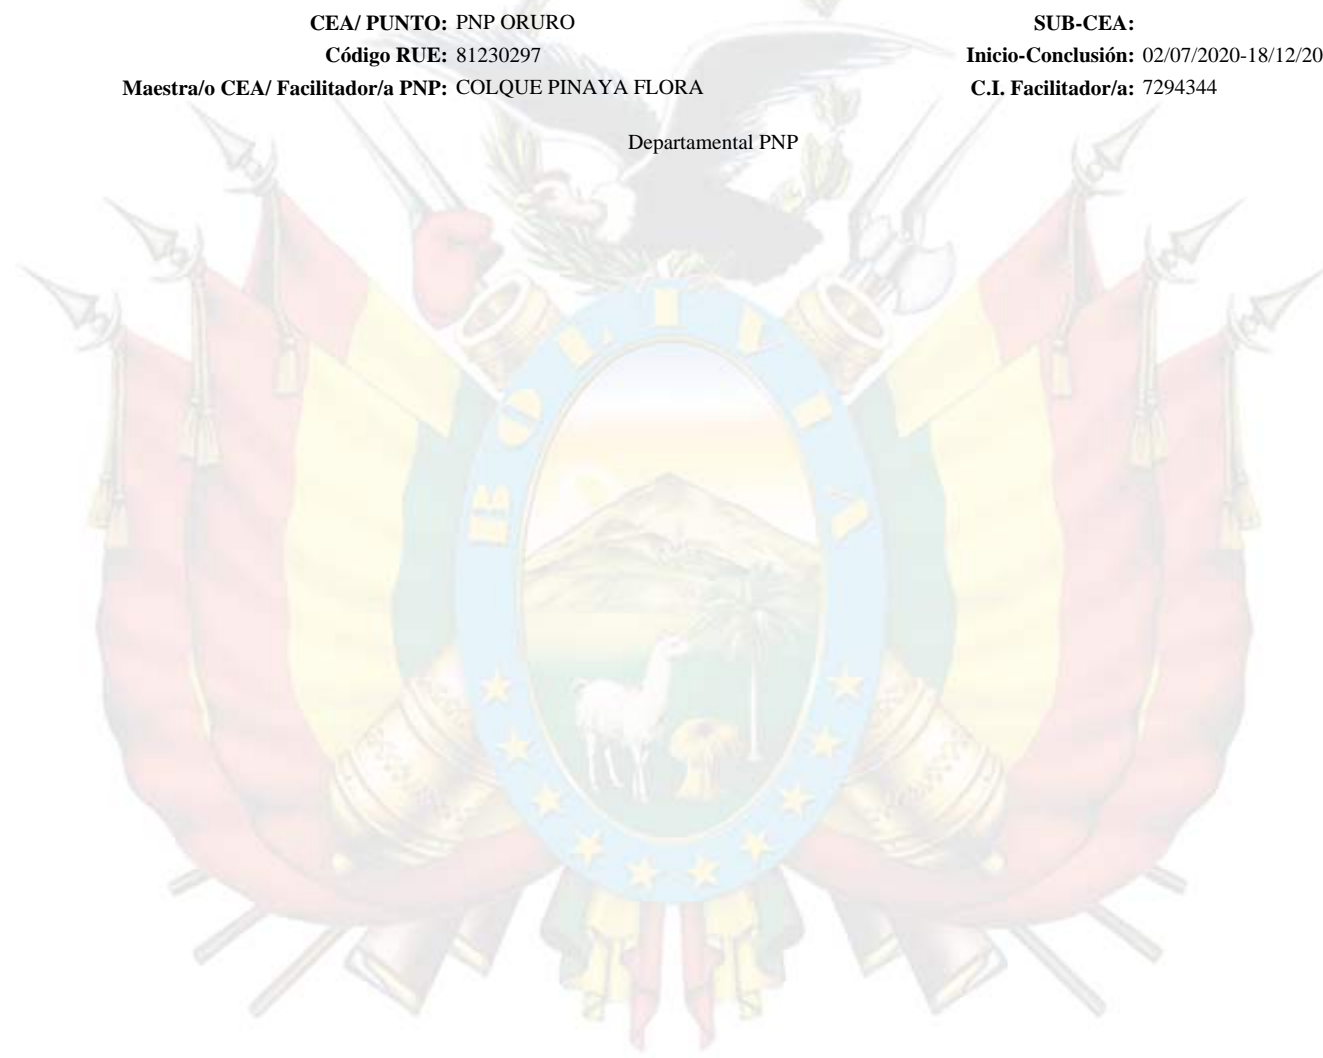 CEA/ PUNTO: PNP ORURO SUB-CEA:
Código RUE: 81230297 Inicio-Conclusión: 02/07/2020-18/12/20
Maestra/o CEA/ Facilitador/a PNP: COLQUE PINAYA FLORA C.I. Facilitador/a: 7294344
Departamental PNP
BOLIVIA